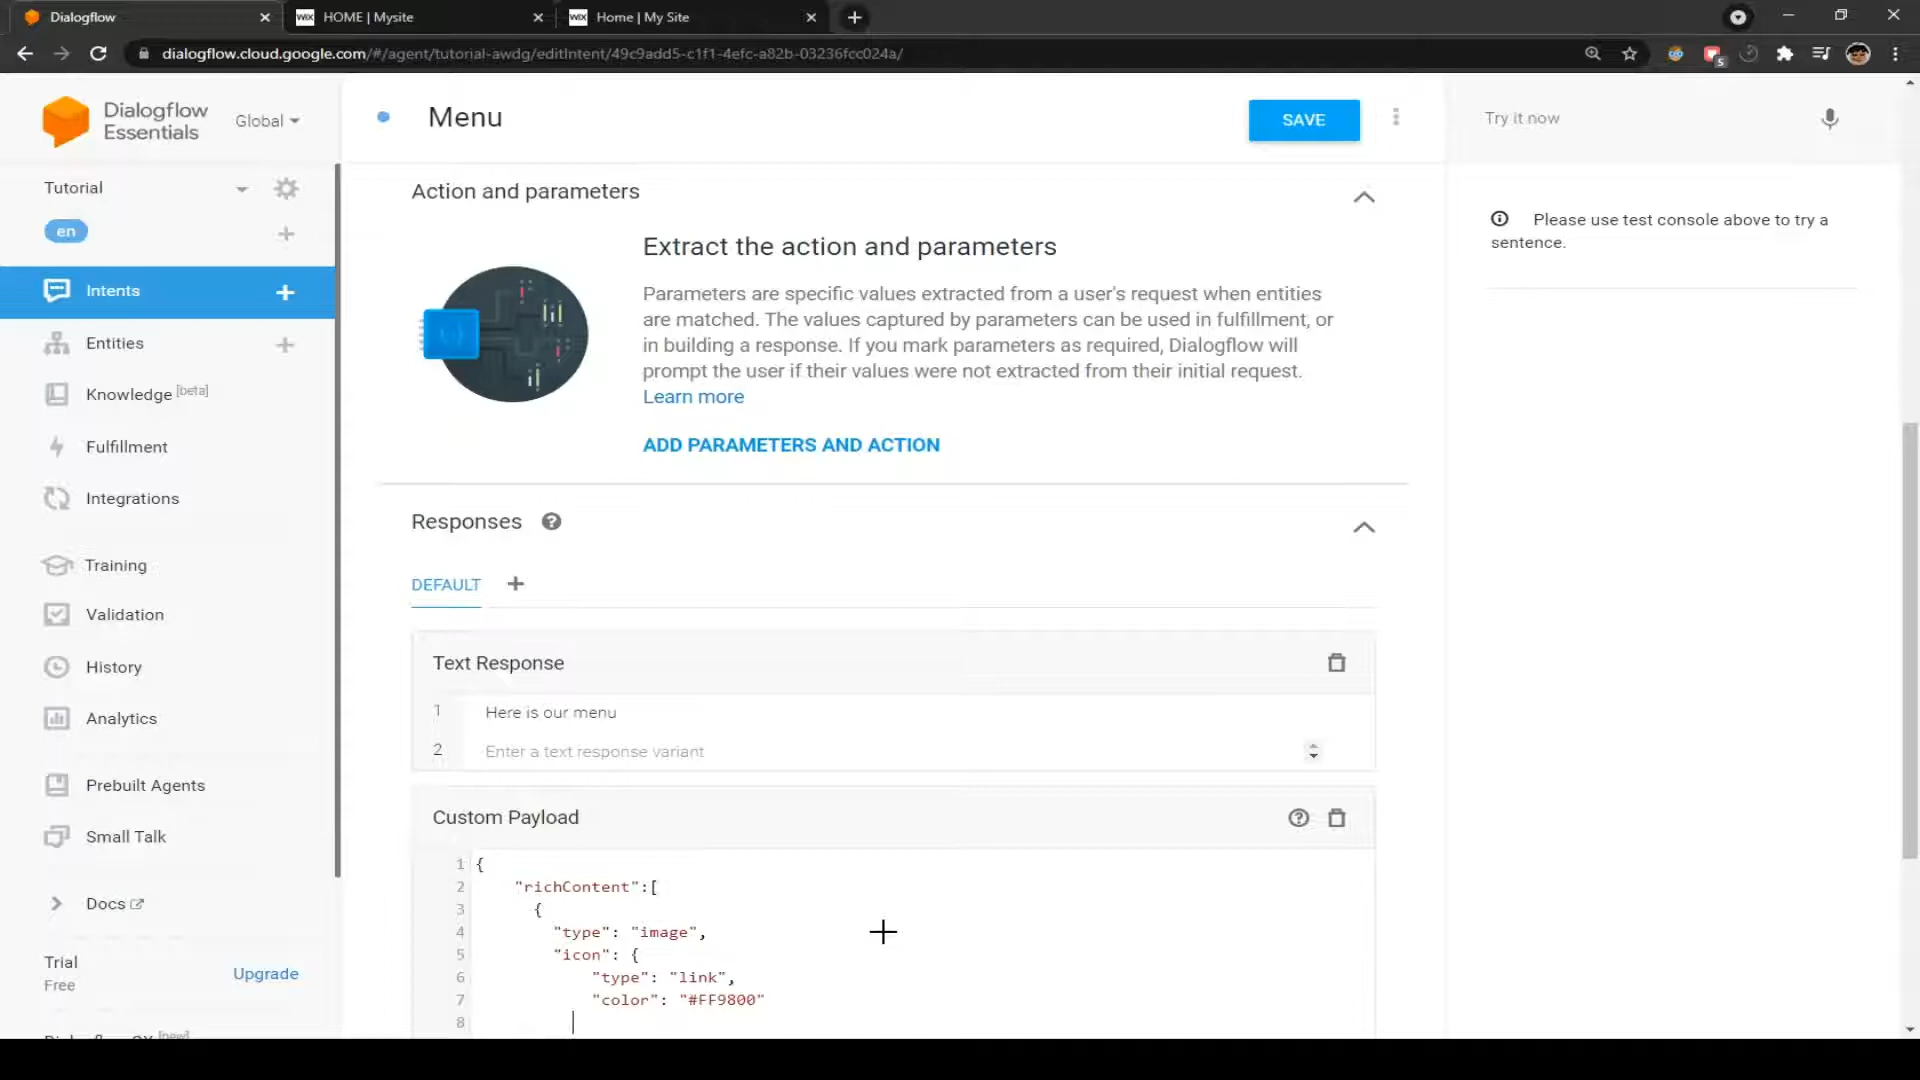 Dialogflow
WIX HOME | Mysite
WIX Home | My Site
dialogflow.cloud.google.com/#/agent/tutorial-awdg/editIntent/49c9add5-c1f1-4efc-a82b-03236fcc024a/
S
Dialogflow
Essentials
Global
Menu
SAVE
Try it now
Tutorial
en
Intents
Entities
Knowledge [beta]
Fulfillment
Integrations
Training
Validation
History
Analytics
Prebuilt Agents
Small Talk
Docs
Trial
Free
Upgrade
[new]
Action and parameters
Extract the action and parameters
Parameters are specific values extracted from a user's request when entities
are matched. The values captured by parameters can be used in fulfillment, or
in building a response. If you mark parameters as required, Dialogflow will
prompt the user if their values were not extracted from their initial request.
Learn more
ADD PARAMETERS AND ACTION
Responses
DEFAULT
Text Response
1 Here is our menu
2 Enter a text response variant
Custom Payload
1 {
2 "richContent":[
3 {
4 "type": "image",
5 "icon": {
6 "type": "link",
7 "color": "#FF9800"
8
Please use test console above to try a
sentence.